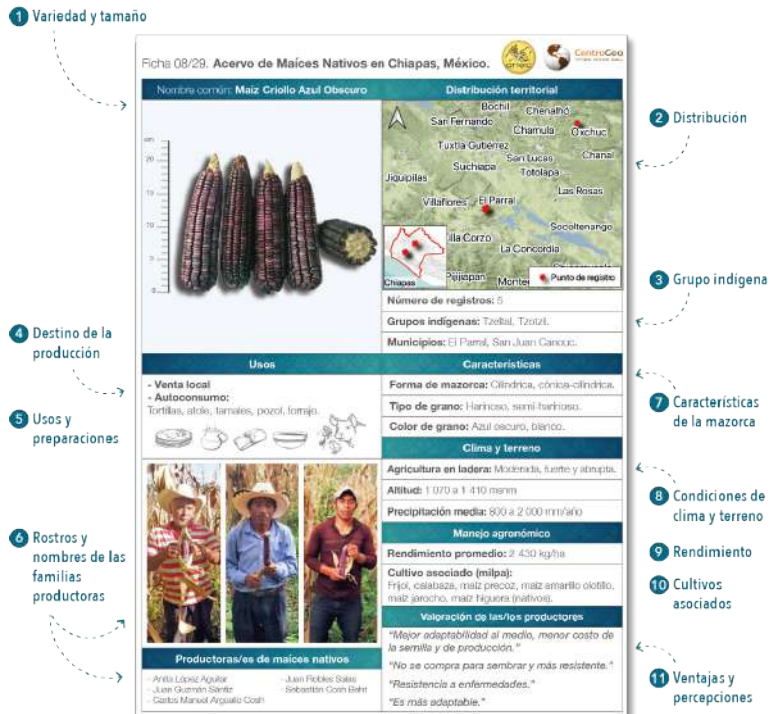 1 Variedad y tamaño
Ficha 08/29. Acervo de Maíces Nativos en Chiapas, México.
CentroGeo
Nombre común: Maíz Criollo Azul Obscuro
cm
20
15
10
5
0
Distribución territorial
Bochil
Chenalhó
San Fernando
Chamula
Oxchuc
Tuxtla Gutiérrez
San Lucas
Chanal
Suchiapa
Totolapa
Jiquipilas
Las Rosas
Villaflores
El Parral
Socoltenango
illa Corzo
La Concordia
Pijijiapan
Chiapas
Punto de registro
2 Distribución
Número de registros: 5
3 Grupo indígena
Grupos indígenas: Tzeltal, Tzotzil.
Municipios: El Parral, San Juan Cancuc.
4 Destino de la
producción
5 Usos y
preparaciones
Usos
- Venta local
- Autoconsumo:
Tortillas, atole, tamales, pozol, forraje.
Características
Forma de mazorca: Cilíndrica, cónica-cilíndrica.
Tipo de grano: Harinoso, semi-harinoso.
Color de grano: Azul oscuro, blanco.
7 Características
de la mazorca
Clima y terreno
Agricultura en ladera: Moderada, fuerte y abrupta.
Altitud: 1 070 a 1 410 msnm
Precipitación media: 800 a 2 000 mm/año
8 Condiciones de
clima y terreno
Manejo agronómico
Rendimiento promedio: 2 430 kg/ha
9 Rendimiento
Cultivo asociado (milpa):
Frijol, calabaza, maíz precoz, maíz amarillo olotillo,
maíz jarocho, maíz higuera (nativos).
10 Cultivos
asociados
6 Rostros y
nombres de las
familias
productoras
Productoras/es de maíces nativos
- Anita López Aguilar
- Juan Guzmán Sántiz
- Carlos Manuel Argüello Cosh
- Juan Robles Salas
- Sebastián Cosh
Valoración de las/los productores
"Mejor adaptabilidad al medio, menor costo de
la semilla y de producción."
"No se compra para sembrar y más resistente."
"Resistencia a enfermedades."
"Es más adaptable."
11 Ventajas y
percepciones